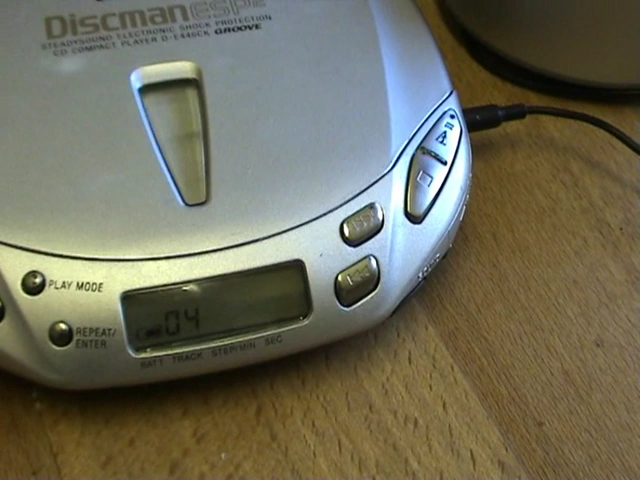 Discman ESP2
STEADYSOUND ELECTRONIC SHOCK PROTECTION
CD COMPACT PLAYER D-E446CK GROOVE
PLAY MODE
REPEAT/
ENTER
04
BATT TRACK STEP/MIN SEC